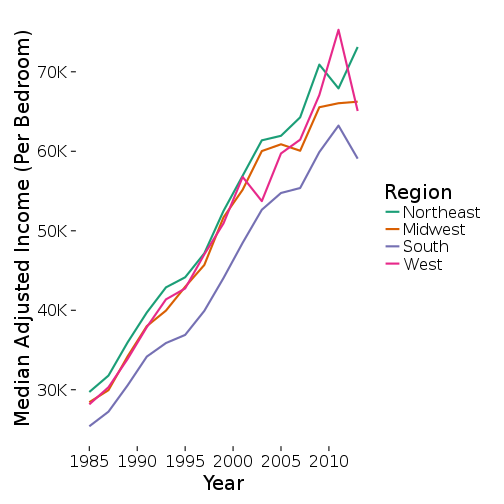 Median Adjusted Income (Per Bedroom)
70K
60K
50K
40K
30K
1985 1990 1995 2000 2005 2010
Year
Region
Northeast
Midwest
South
West